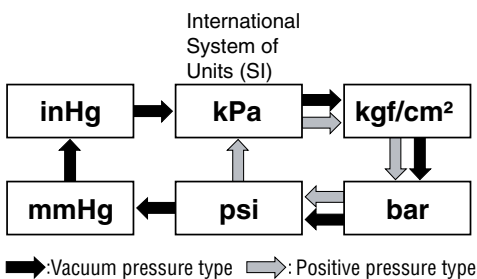 International
System of
Units (SI)
inHg
kPa
kgf/cm²
mmHg
psi
bar
:Vacuum pressure type
: Positive pressure type